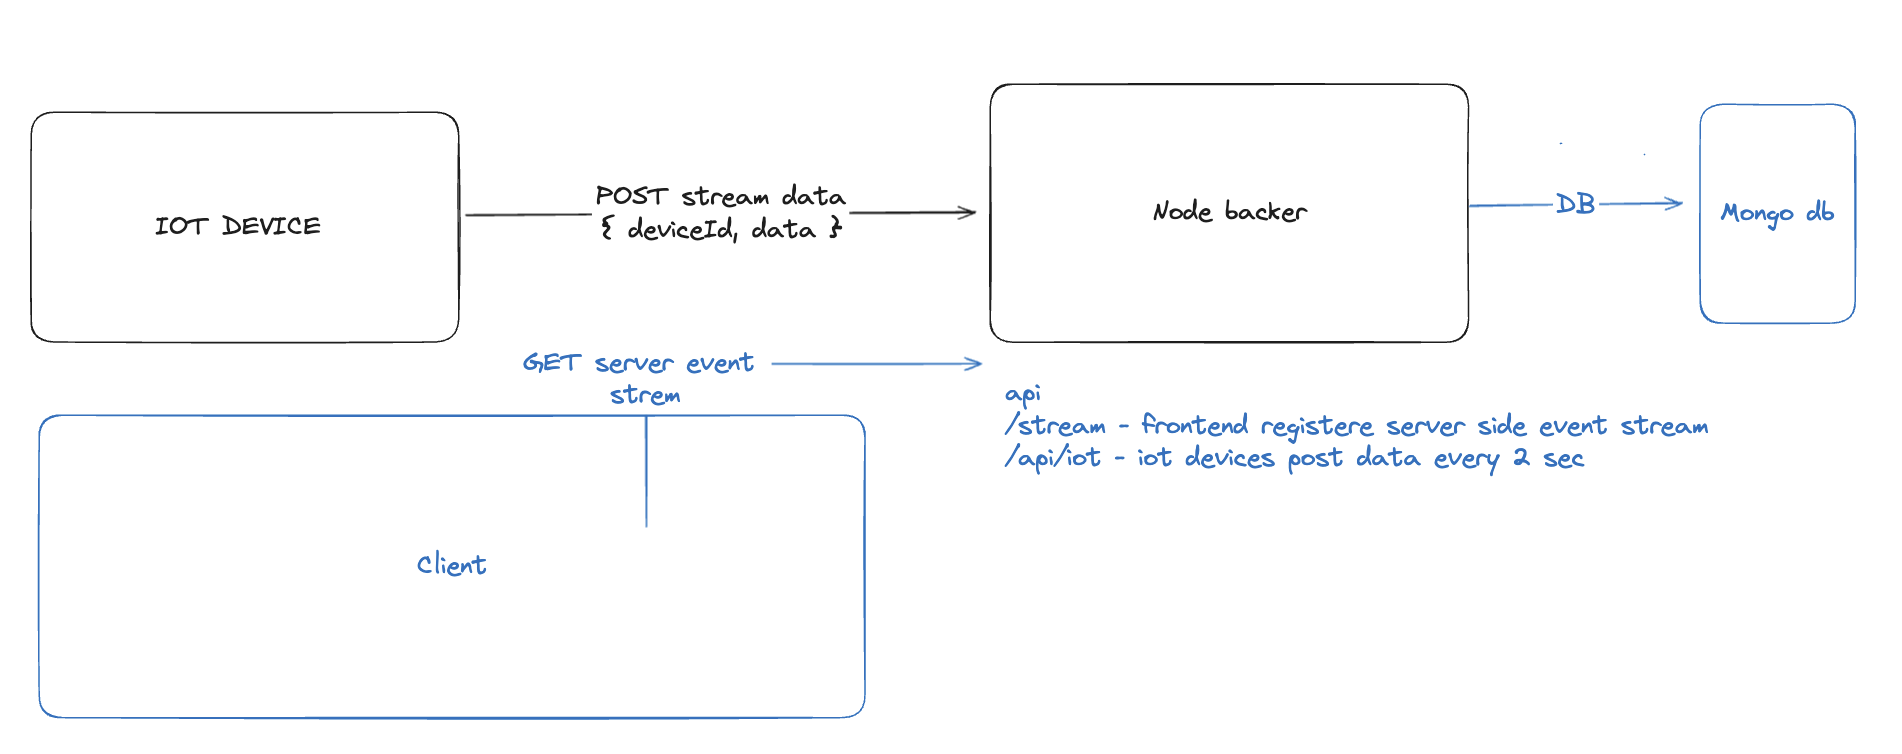 IOT DEVICE
POST stream data
{ deviceId, data }
Node backer
DB
Mongo db
GET server event
strem
api
/stream - frontend registere server side event stream
/api/iot - iot devices post data every 2 sec
Client